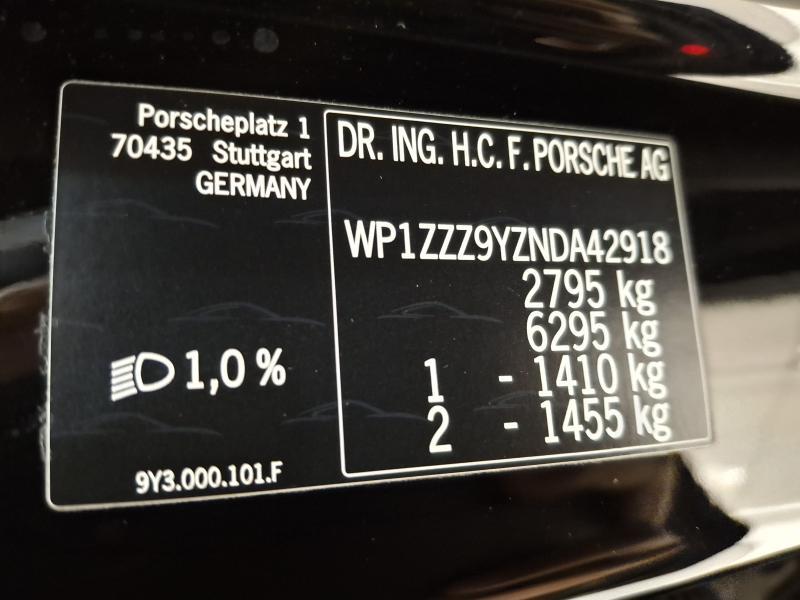 Porscheplatz 1
70435 Stuttgart
GERMANY
1,0 %
9Y3.000.101.F
DR. ING. H.C. F. PORSCHE AG
WP1ZZZ9YZNDA42918
2795 kg
6295 kg
1 - 1410 kg
2 - 1455 kg